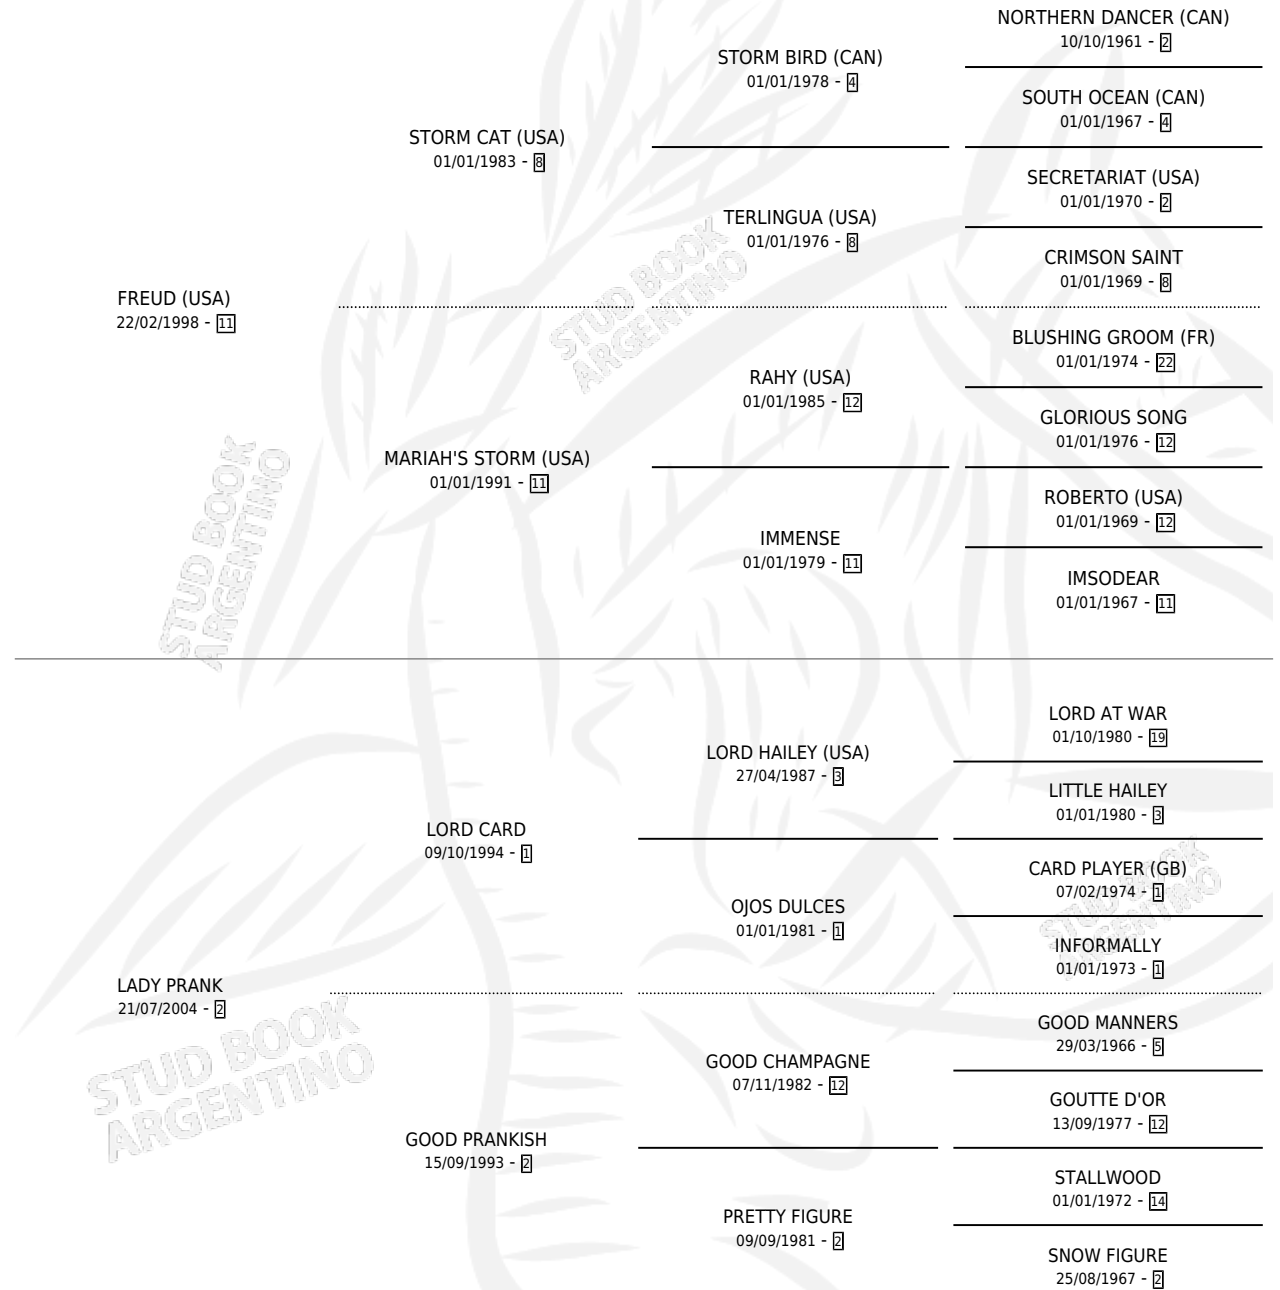 NORTHERN DANCER (CAN)
10/10/1961 - 2
STORM BIRD (CAN)
01/01/1978 - 4
SOUTH OCEAN (CAN)
01/01/1967 - 4
STORM CAT (USA)
01/01/1983 - 8
SECRETARIAT (USA)
01/01/1970 - 2
TERLINGUA (USA)
01/01/1976 - 8
CRIMSON SAINT
01/01/1969 - 8
FREUD (USA)
22/02/1998 - 11
BLUSHING GROOM (FR)
01/01/1974 - 22
RAHY (USA)
01/01/1985 - 12
GLORIOUS SONG
01/01/1976 - 12
MARIAH'S STORM (USA)
01/01/1991 - 11
ROBERTO (USA)
01/01/1969 - 12
IMMENSE
01/01/1979 - 11
IMSODEAR
01/01/1967 - 11
LORD AT WAR
01/10/1980 - 19
LORD HAILEY (USA)
27/04/1987 - 3
LITTLE HAILEY
01/01/1980 - 3
LORD CARD
09/10/1994 - 1
CARD PLAYER (GB)
07/02/1974 - 1
OJOS DULCES
01/01/1981 - 1
INFORMALLY
01/01/1973 - 1
LADY PRANK
21/07/2004 - 2
GOOD MANNERS
29/03/1966 - 5
GOOD CHAMPAGNE
07/11/1982 - 12
GOUTTE D'OR
13/09/1977 - 12
GOOD PRANKISH
15/09/1993 - 2
STALLWOOD
01/01/1972 - 14
PRETTY FIGURE
09/09/1981 - 2
SNOW FIGURE
25/08/1967 - 2
STUD BOOK
ARGENTINO
STUD BOOK
ARGENTINO
STUD BOOK
ARGENTINO
STUD BOOK
ARGENTINO